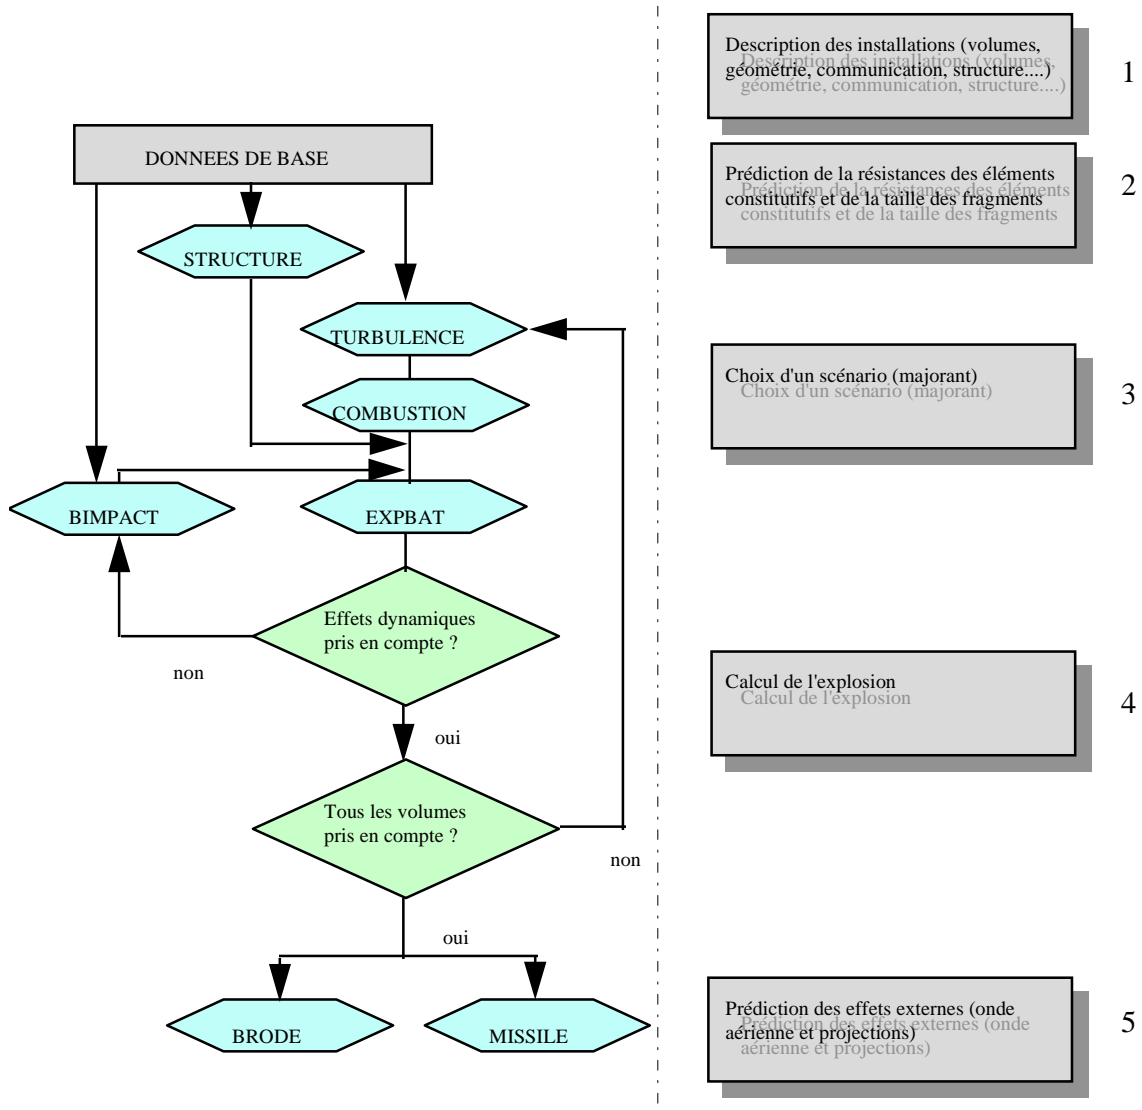 DONNEES DE BASE
STRUCTURE
TURBULENCE
COMBUSTION
BIMPACT
EXPBAT
Effets dynamiques
pris en compte ?
non
oui
Tous les volumes
pris en compte ?
non
oui
BRODE
MISSILE
Description des installations (volumes,
géométrie, communication, structure....)
1
Prédiction de la résistances des éléments
constitutifs et de la taille des fragments
2
Choix d'un scénario (majorant)
3
Calcul de l'explosion
4
Prédiction des effets externes (onde
aérienne et projections)
5